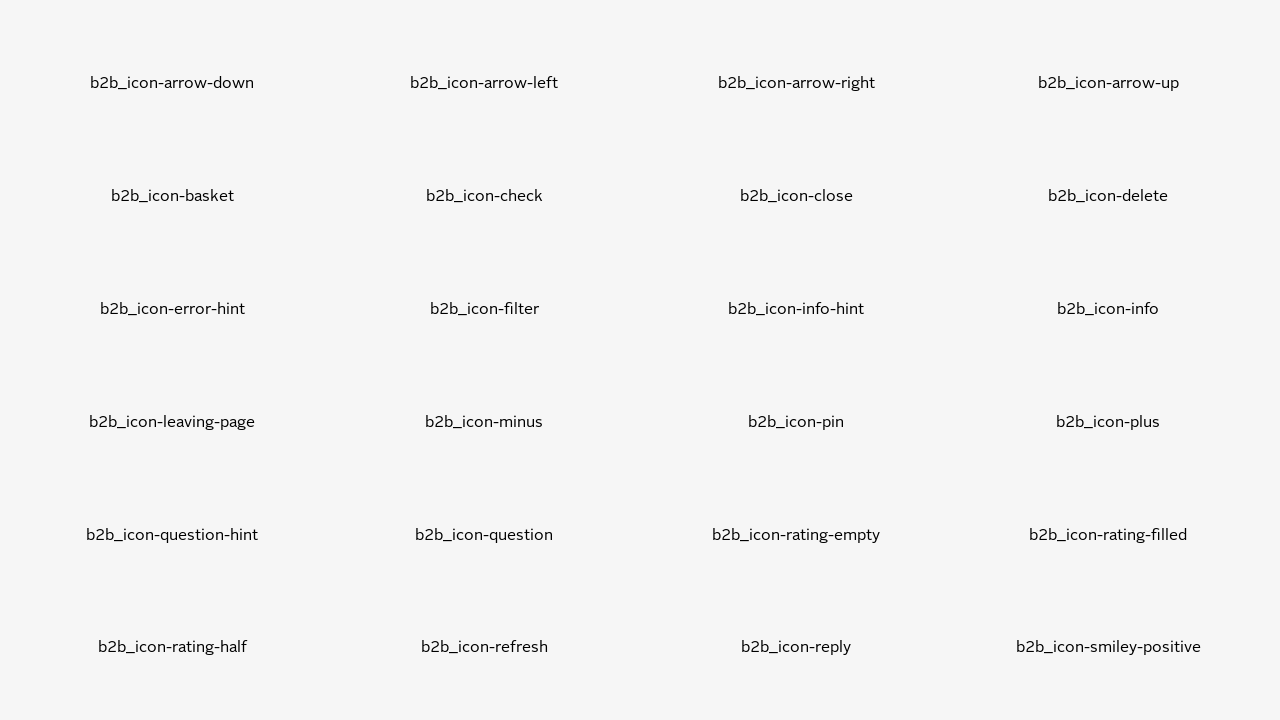 b2b_icon-arrow-down b2b_icon-arrow-left b2b_icon-arrow-right b2b_icon-arrow-up
b2b_icon-basket b2b_icon-check b2b_icon-close b2b_icon-delete
b2b_icon-error-hint b2b_icon-filter b2b_icon-info-hint b2b_icon-info
b2b_icon-leaving-page b2b_icon-minus b2b_icon-pin b2b_icon-plus
b2b_icon-question-hint b2b_icon-question b2b_icon-rating-empty b2b_icon-rating-filled
b2b_icon-rating-half b2b_icon-refresh b2b_icon-reply b2b_icon-smiley-positive